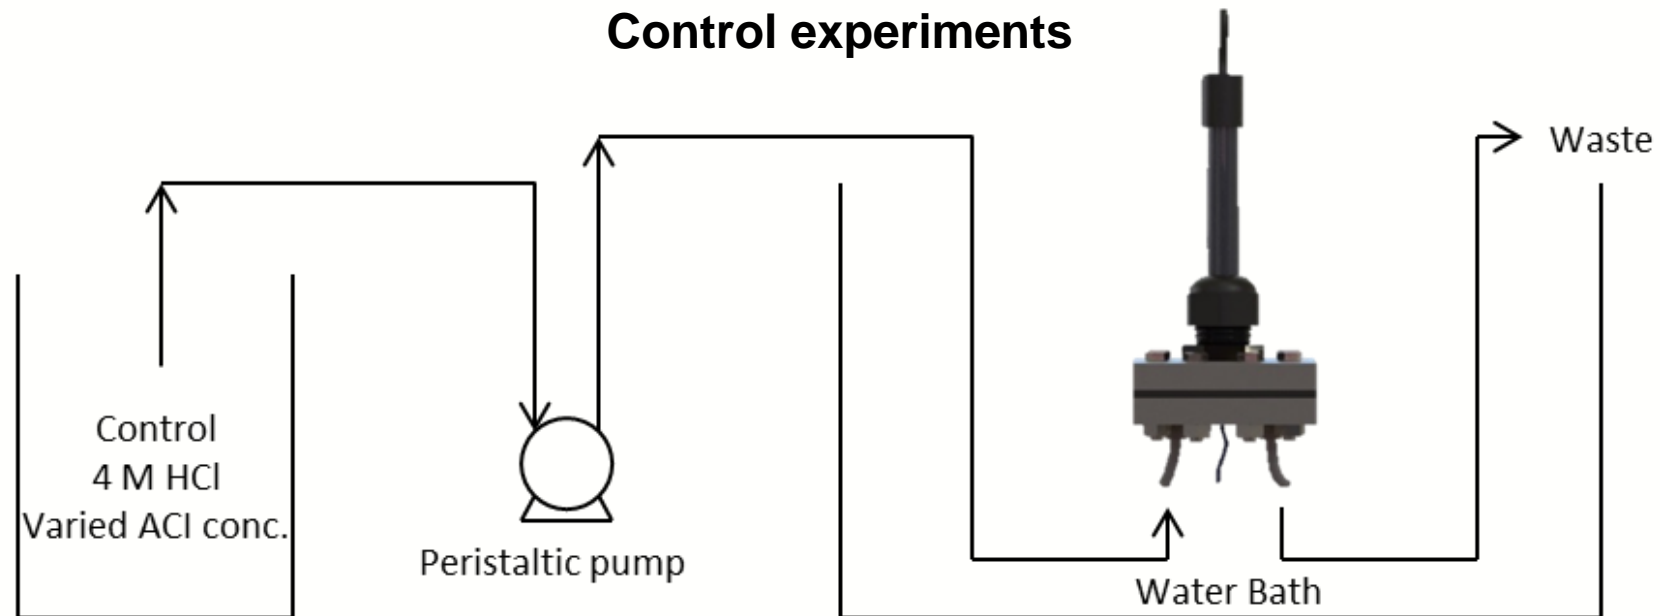 Control experiments
Waste
Control
4 M HCl
Varied ACI conc.
Peristaltic pump
Water Bath